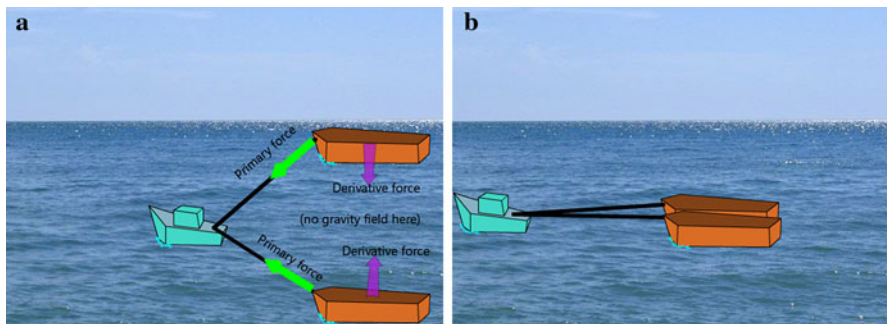 a
Primary force
Derivative force
(no gravity field here)
Primary force
Derivative force
b